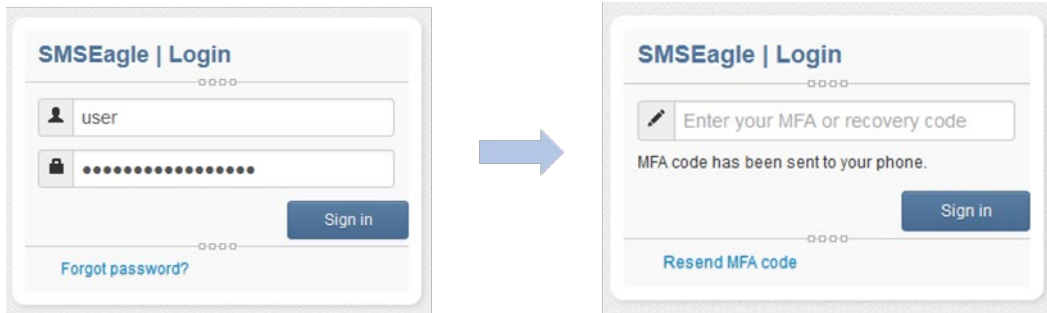 SMSEagle | Login
user
•••••••••••••••••
Sign in
Forgot password?
SMSEagle | Login
Enter your MFA or recovery code
MFA code has been sent to your phone.
Sign in
Resend MFA code